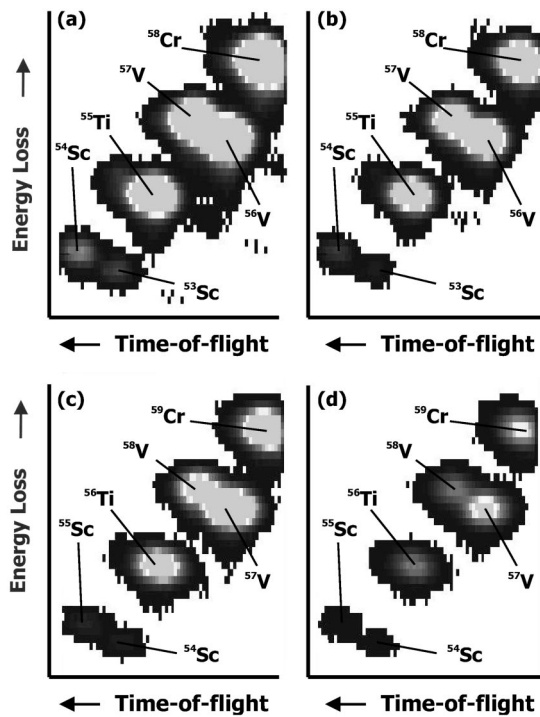 (a)
⁵⁸Cr
⁵⁷V
⁵⁵Ti
⁵⁴Sc
⁵⁶V
⁵³Sc
Energy Loss →
← Time-of-flight
(b)
⁵⁸Cr
⁵⁷V
⁵⁵Ti
⁵⁴Sc
⁵⁶V
⁵³Sc
← Time-of-flight
(c)
⁵⁹Cr
⁵⁸V
⁵⁶Ti
⁵⁵Sc
⁵⁷V
⁵⁴Sc
Energy Loss →
← Time-of-flight
(d)
⁵⁹Cr
⁵⁸V
⁵⁶Ti
⁵⁵Sc
⁵⁷V
⁵⁴Sc
← Time-of-flight